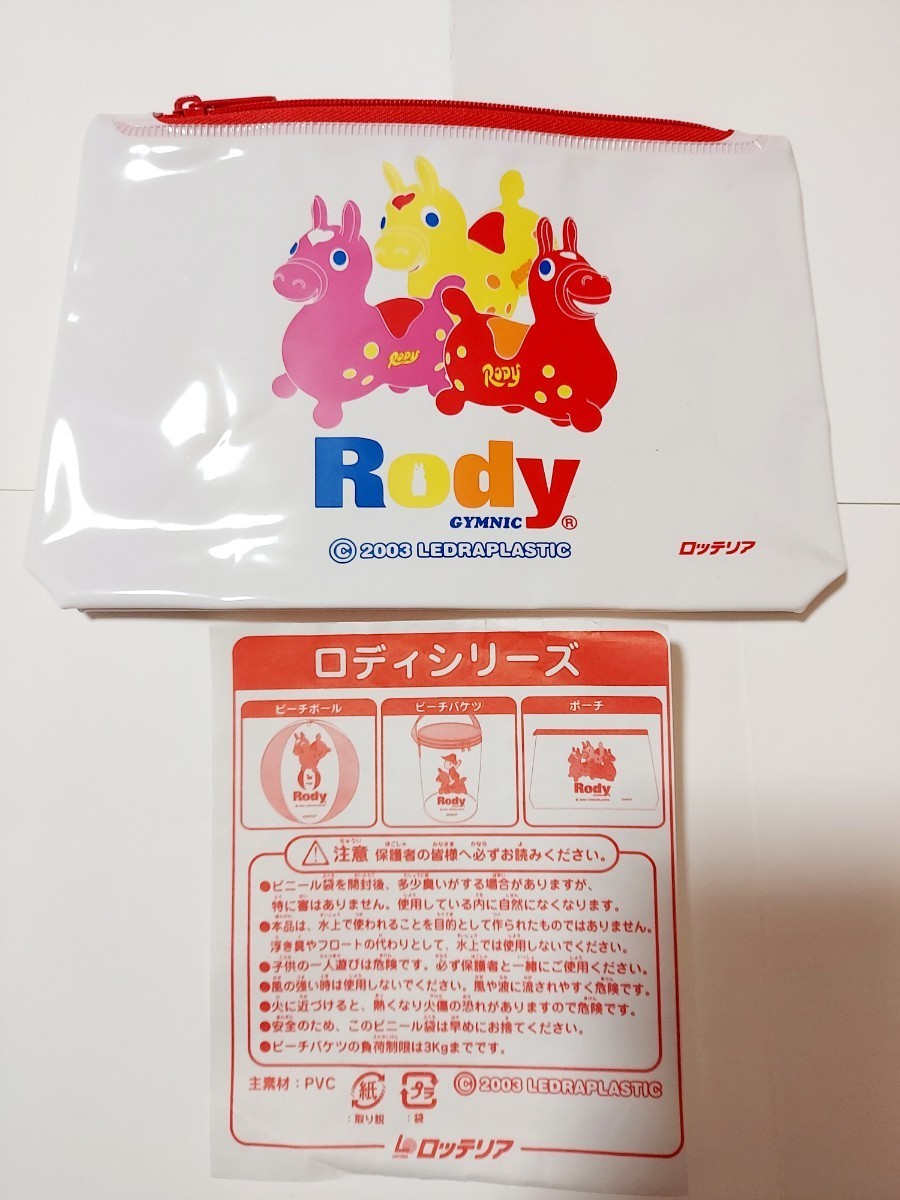 Rody
Rody
Rody
GYMNIC ®
© 2003 LEDRAPLASTIC
ロッテリア
ロディシリーズ
ビーチボール
ビーチバケツ
ポーチ
Rody
Rody
Rody
⚠ 注意 保護者の皆様へ必ずお読みください。
●ビニール袋を開封後、多少臭いがする場合がありますが、
特に害はありません。使用している内に自然になくなります。
●本品は、水上で使われることを目的として作られたものではありません。
浮き具やフロートの代わりとして、水上では使用しないでください。
●子供の一人遊びは危険です。必ず保護者と一緒にご使用ください。
●風の強い時は使用しないでください。風や波に流されやすく危険です。
●火に近づけると、熱くなり火傷の恐れがありますので危険です。
●安全のため、このビニール袋は早めにお捨てください。
●ビーチバケツの負荷制限は3Kgまでです。
主素材：PVC 紙 プラ © 2003 LEDRAPLASTIC
：取り説 ：袋
ロッテリア